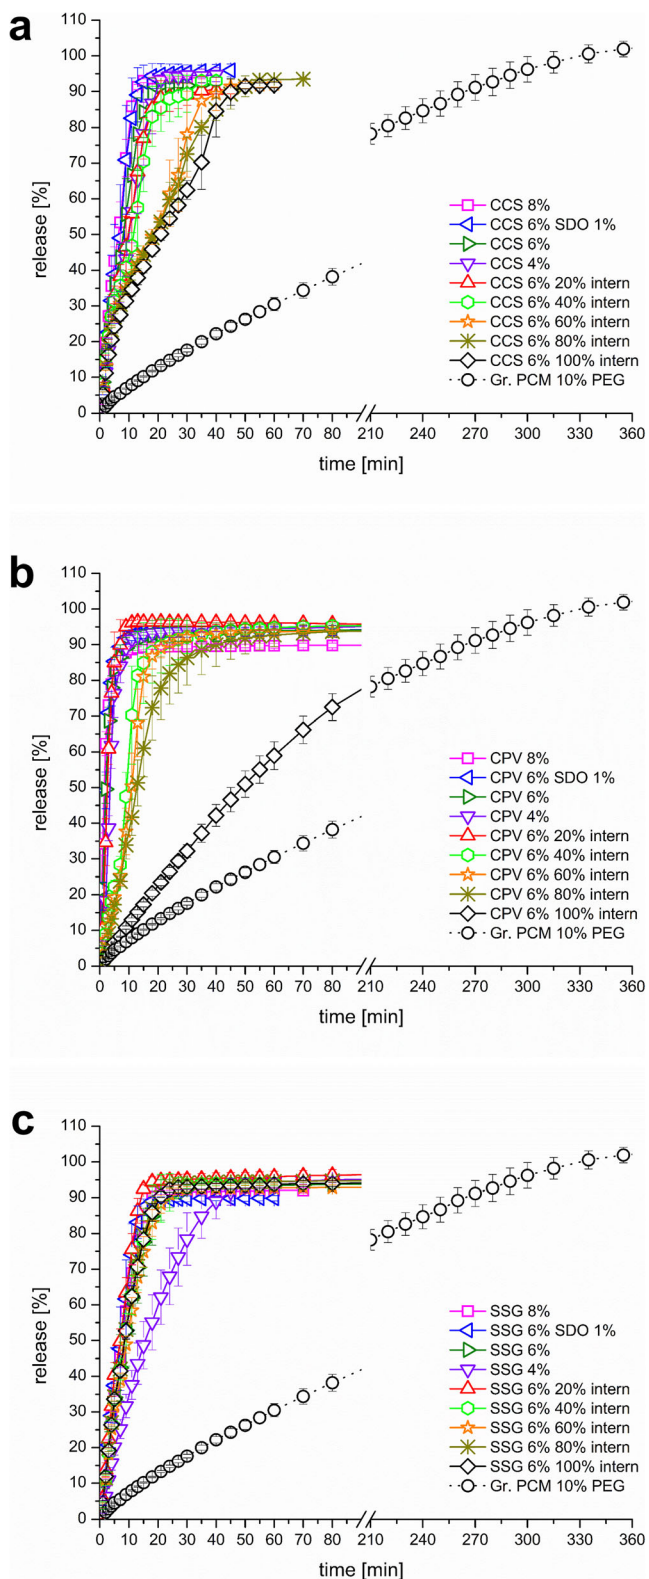 a
110
100
90
80
70
60
50
40
30
20
10
0
release [%]
CCS 8%
CCS 6% SDO 1%
CCS 6%
CCS 4%
CCS 6% 20% intern
CCS 6% 40% intern
CCS 6% 60% intern
CCS 6% 80% intern
CCS 6% 100% intern
Gr. PCM 10% PEG
0 10 20 30 40 50 60 70 80 210 240 270 300 330 360
time [min]
b
110
100
90
80
70
60
50
40
30
20
10
0
release [%]
CPV 8%
CPV 6% SDO 1%
CPV 6%
CPV 4%
CPV 6% 20% intern
CPV 6% 40% intern
CPV 6% 60% intern
CPV 6% 80% intern
CPV 6% 100% intern
Gr. PCM 10% PEG
0 10 20 30 40 50 60 70 80 210 240 270 300 330 360
time [min]
c
110
100
90
80
70
60
50
40
30
20
10
0
release [%]
SSG 8%
SSG 6% SDO 1%
SSG 6%
SSG 4%
SSG 6% 20% intern
SSG 6% 40% intern
SSG 6% 60% intern
SSG 6% 80% intern
SSG 6% 100% intern
Gr. PCM 10% PEG
0 10 20 30 40 50 60 70 80 210 240 270 300 330 360
time [min]